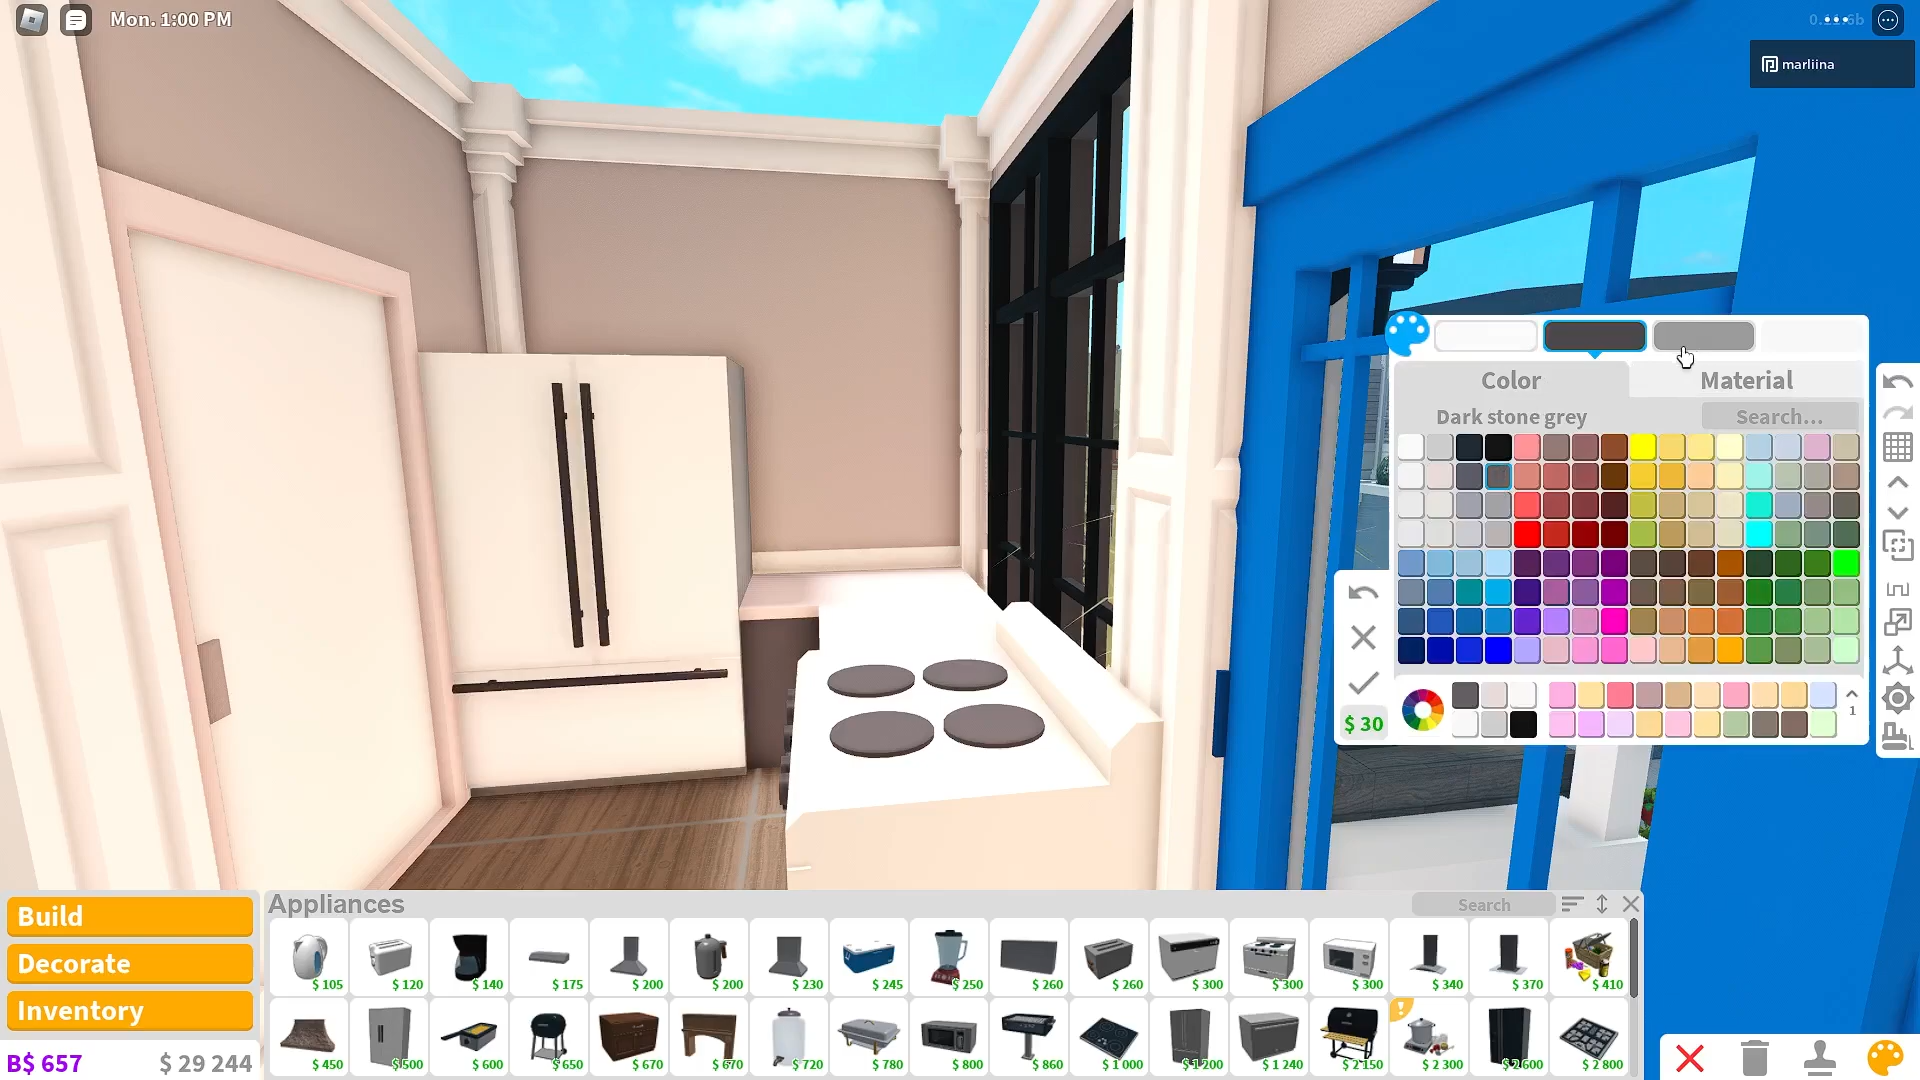 Mon. 1:00 PM
marliina
Color
Material
Dark stone grey
Search...
$ 30
1
Build
Decorate
Inventory
B$ 657
$ 29 244
Appliances
Search
$ 105
$ 120
$ 140
$ 175
$ 200
$ 200
$ 230
$ 245
$ 250
$ 260
$ 260
$ 300
$ 300
$ 300
$ 340
$ 370
$ 410
$ 450
$ 500
$ 600
$ 650
$ 670
$ 670
$ 720
$ 780
$ 800
$ 860
$ 1 000
$ 1 200
$ 1 240
$ 2 150
$ 2 300
$ 2 600
$ 2 800